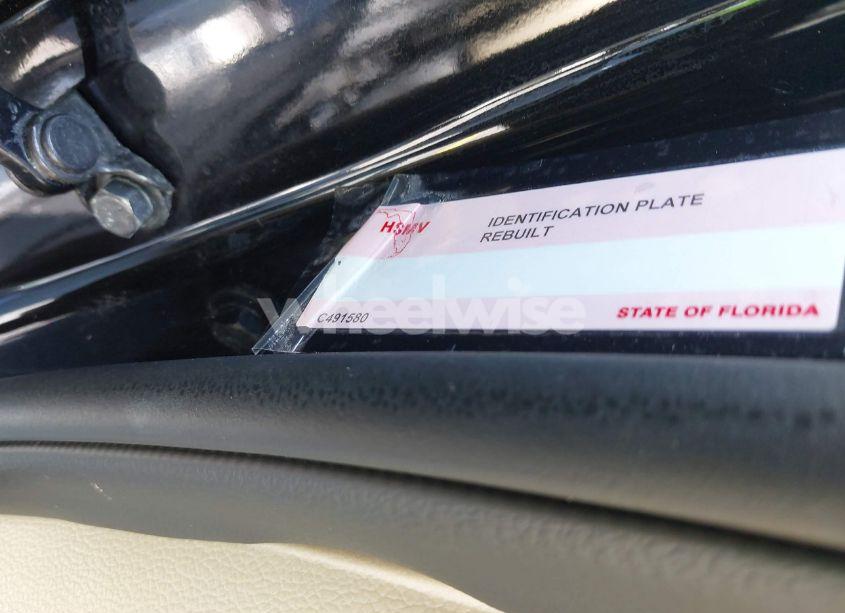 IDENTIFICATION PLATE
REBUILT
HSMV
C491580
STATE OF FLORIDA
wheelwise